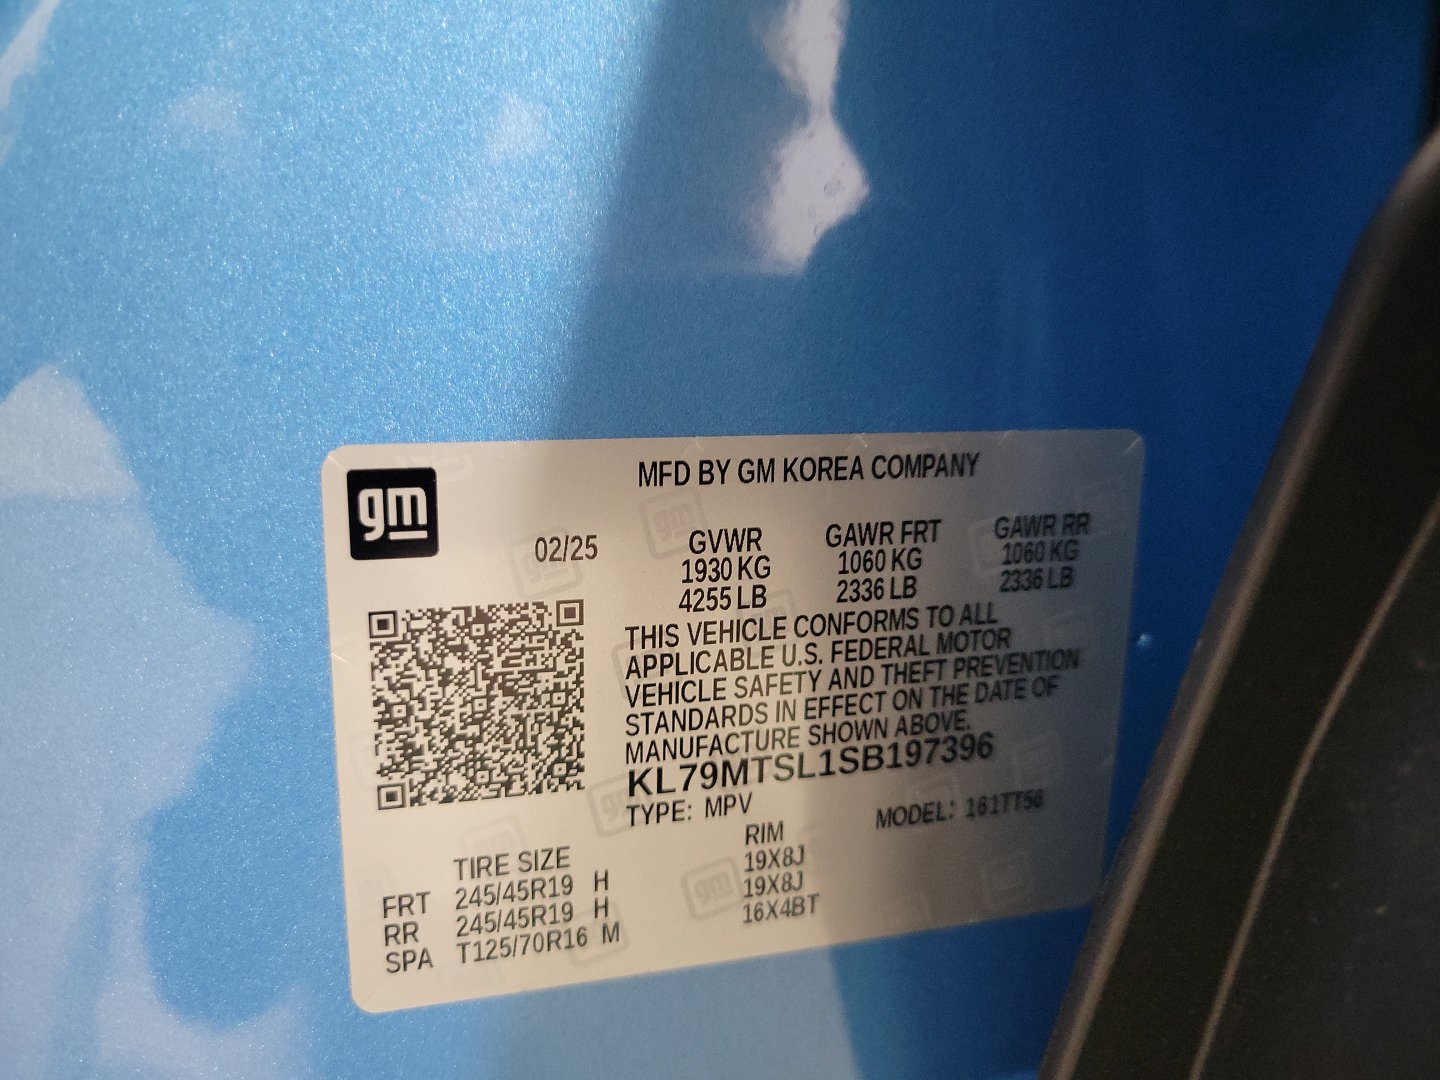 gm
MFD BY GM KOREA COMPANY
02/25
GVWR GAWR FRT GAWR RR
1930 KG 1060 KG 1060 KG
4255 LB 2336 LB 2336 LB
THIS VEHICLE CONFORMS TO ALL
APPLICABLE U.S. FEDERAL MOTOR
VEHICLE SAFETY AND THEFT PREVENTION
STANDARDS IN EFFECT ON THE DATE OF
MANUFACTURE SHOWN ABOVE.
KL79MTSL1SB197396
TYPE: MPV MODEL: 1617T56
TIRE SIZE RIM
FRT 245/45R19 H 19X8J
RR 245/45R19 H 19X8J
SPA T125/70R16 M 16X4BT